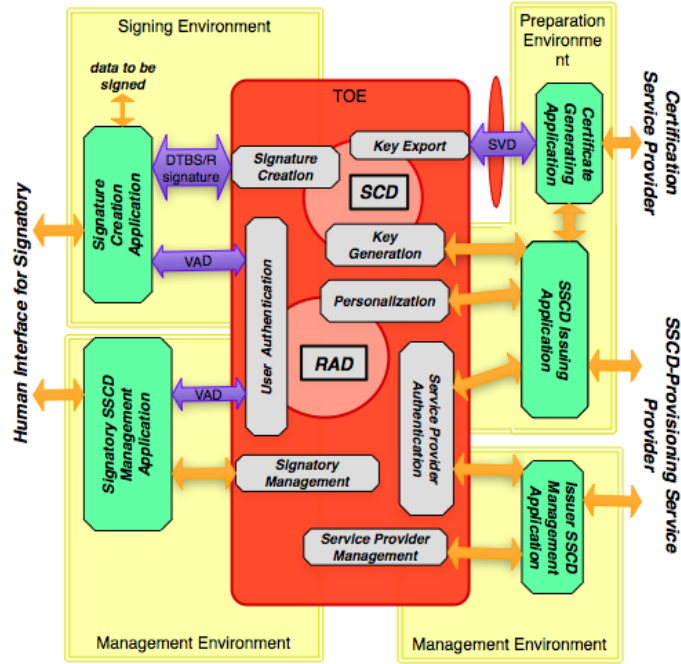 Signing Environment
Preparation
Environme
nt
data to be
signed
TOE
Certification
Service Provider
Key Export
SVD
Certificate
Generating
Application
DTBS/R
signature
Signature
Creation
SCD
Signature
Creation
Application
Human Interface for Signatory
VAD
User Authentication
Key
Generation
Personalization
SSCD Issuing
Application
RAD
Service Provider
Authentication
SSCD-Provisioning Service
Provider
Signatory SSCD
Management
Application
VAD
Signatory
Management
Issuer SSCD
Management
Application
Service Provider
Management
Management Environment
Management Environment